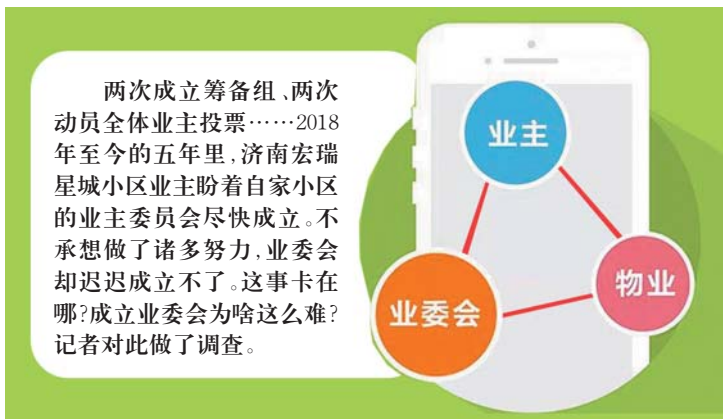 两次成立筹备组、两次
动员全体业主投票……2018
年至今的五年里,济南宏瑞
星城小区业主盼着自家小区
的业主委员会尽快成立。不
承想做了诸多努力,业委会
却迟迟成立不了。这事卡在
哪?成立业委会为啥这么难?
记者对此做了调查。
业主
物业
业委会